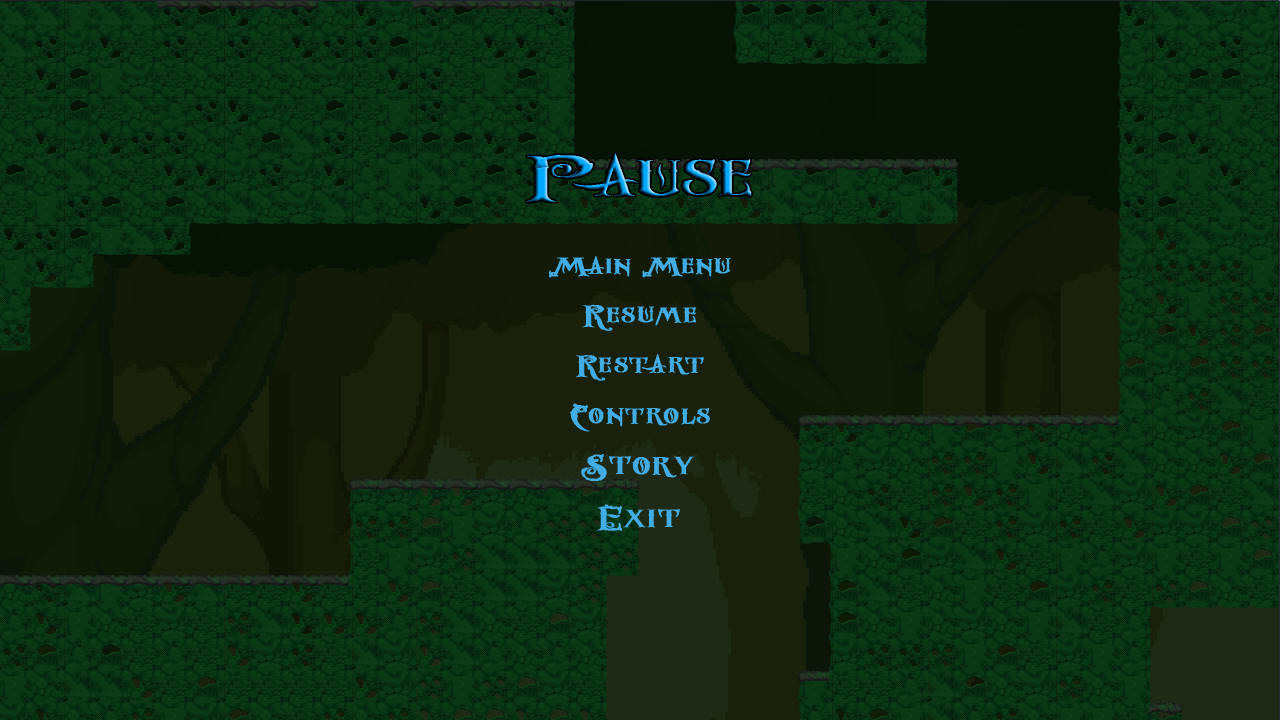 Pause
Main Menu
Resume
Restart
Controls
Story
Exit